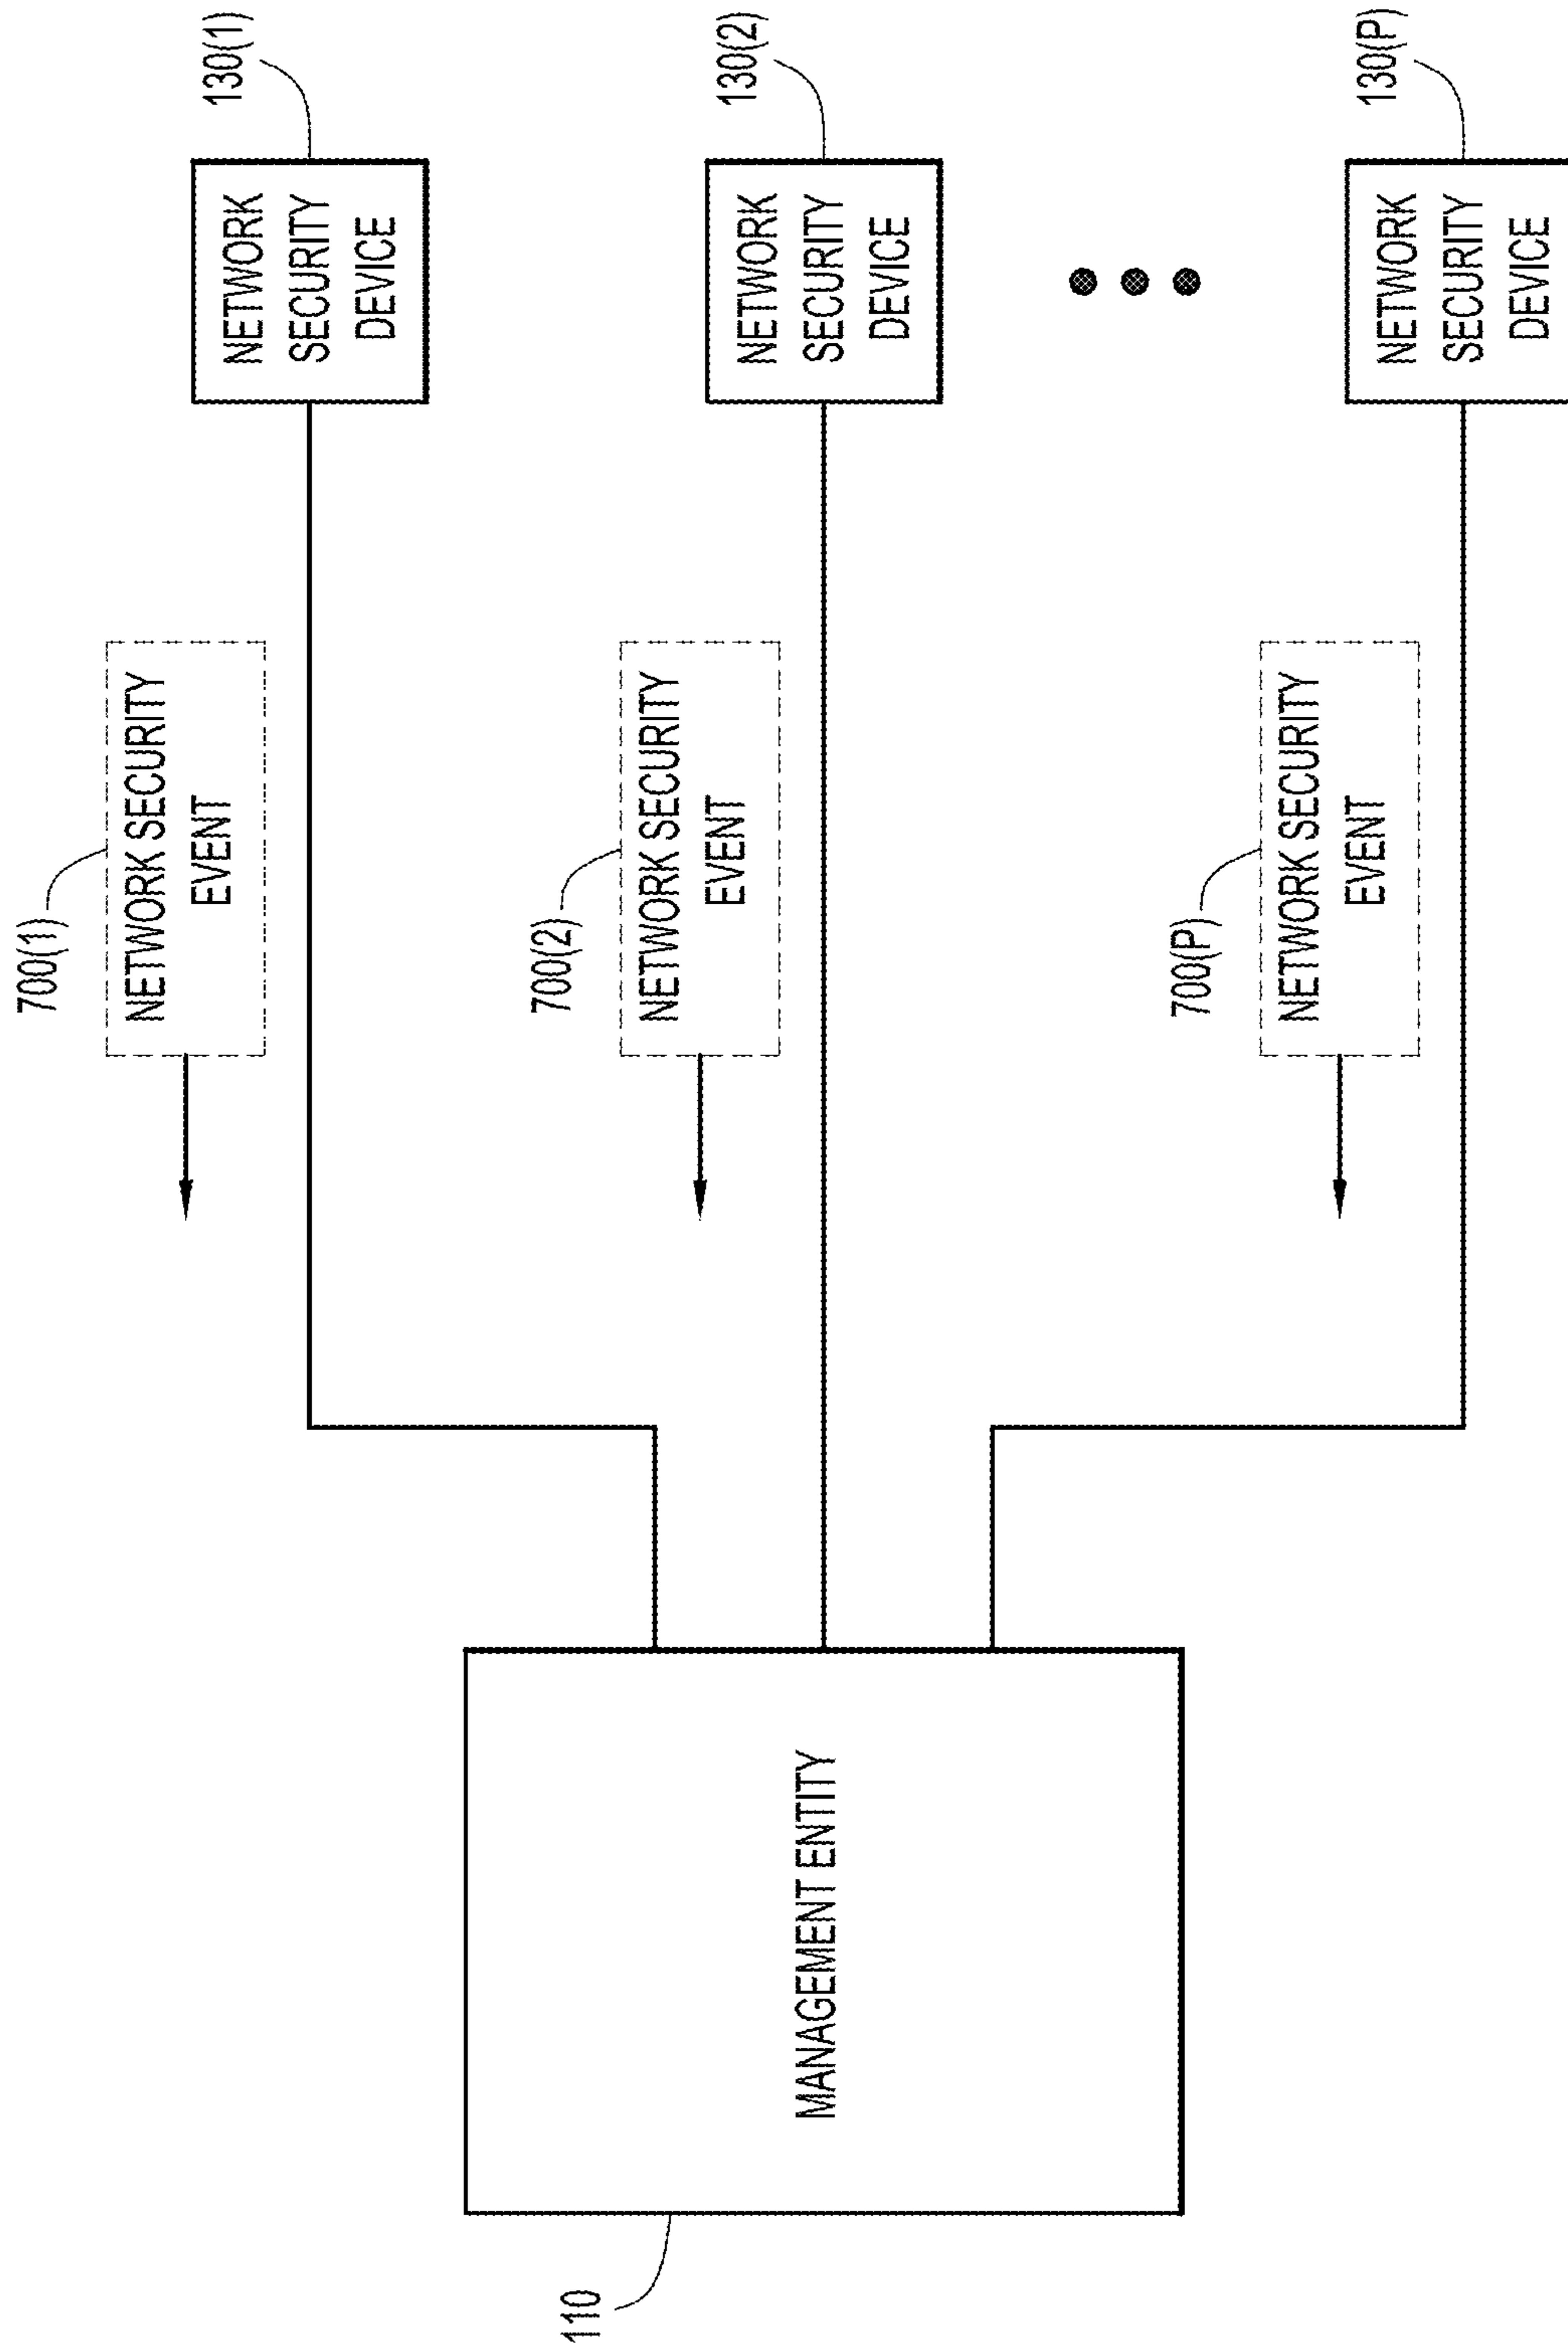 700(1)
NETWORK SECURITY
EVENT
130(1)
NETWORK
SECURITY
DEVICE
700(2)
NETWORK SECURITY
EVENT
130(2)
NETWORK
SECURITY
DEVICE
110
MANAGEMENT ENTITY
700(P)
NETWORK SECURITY
EVENT
130(P)
NETWORK
SECURITY
DEVICE